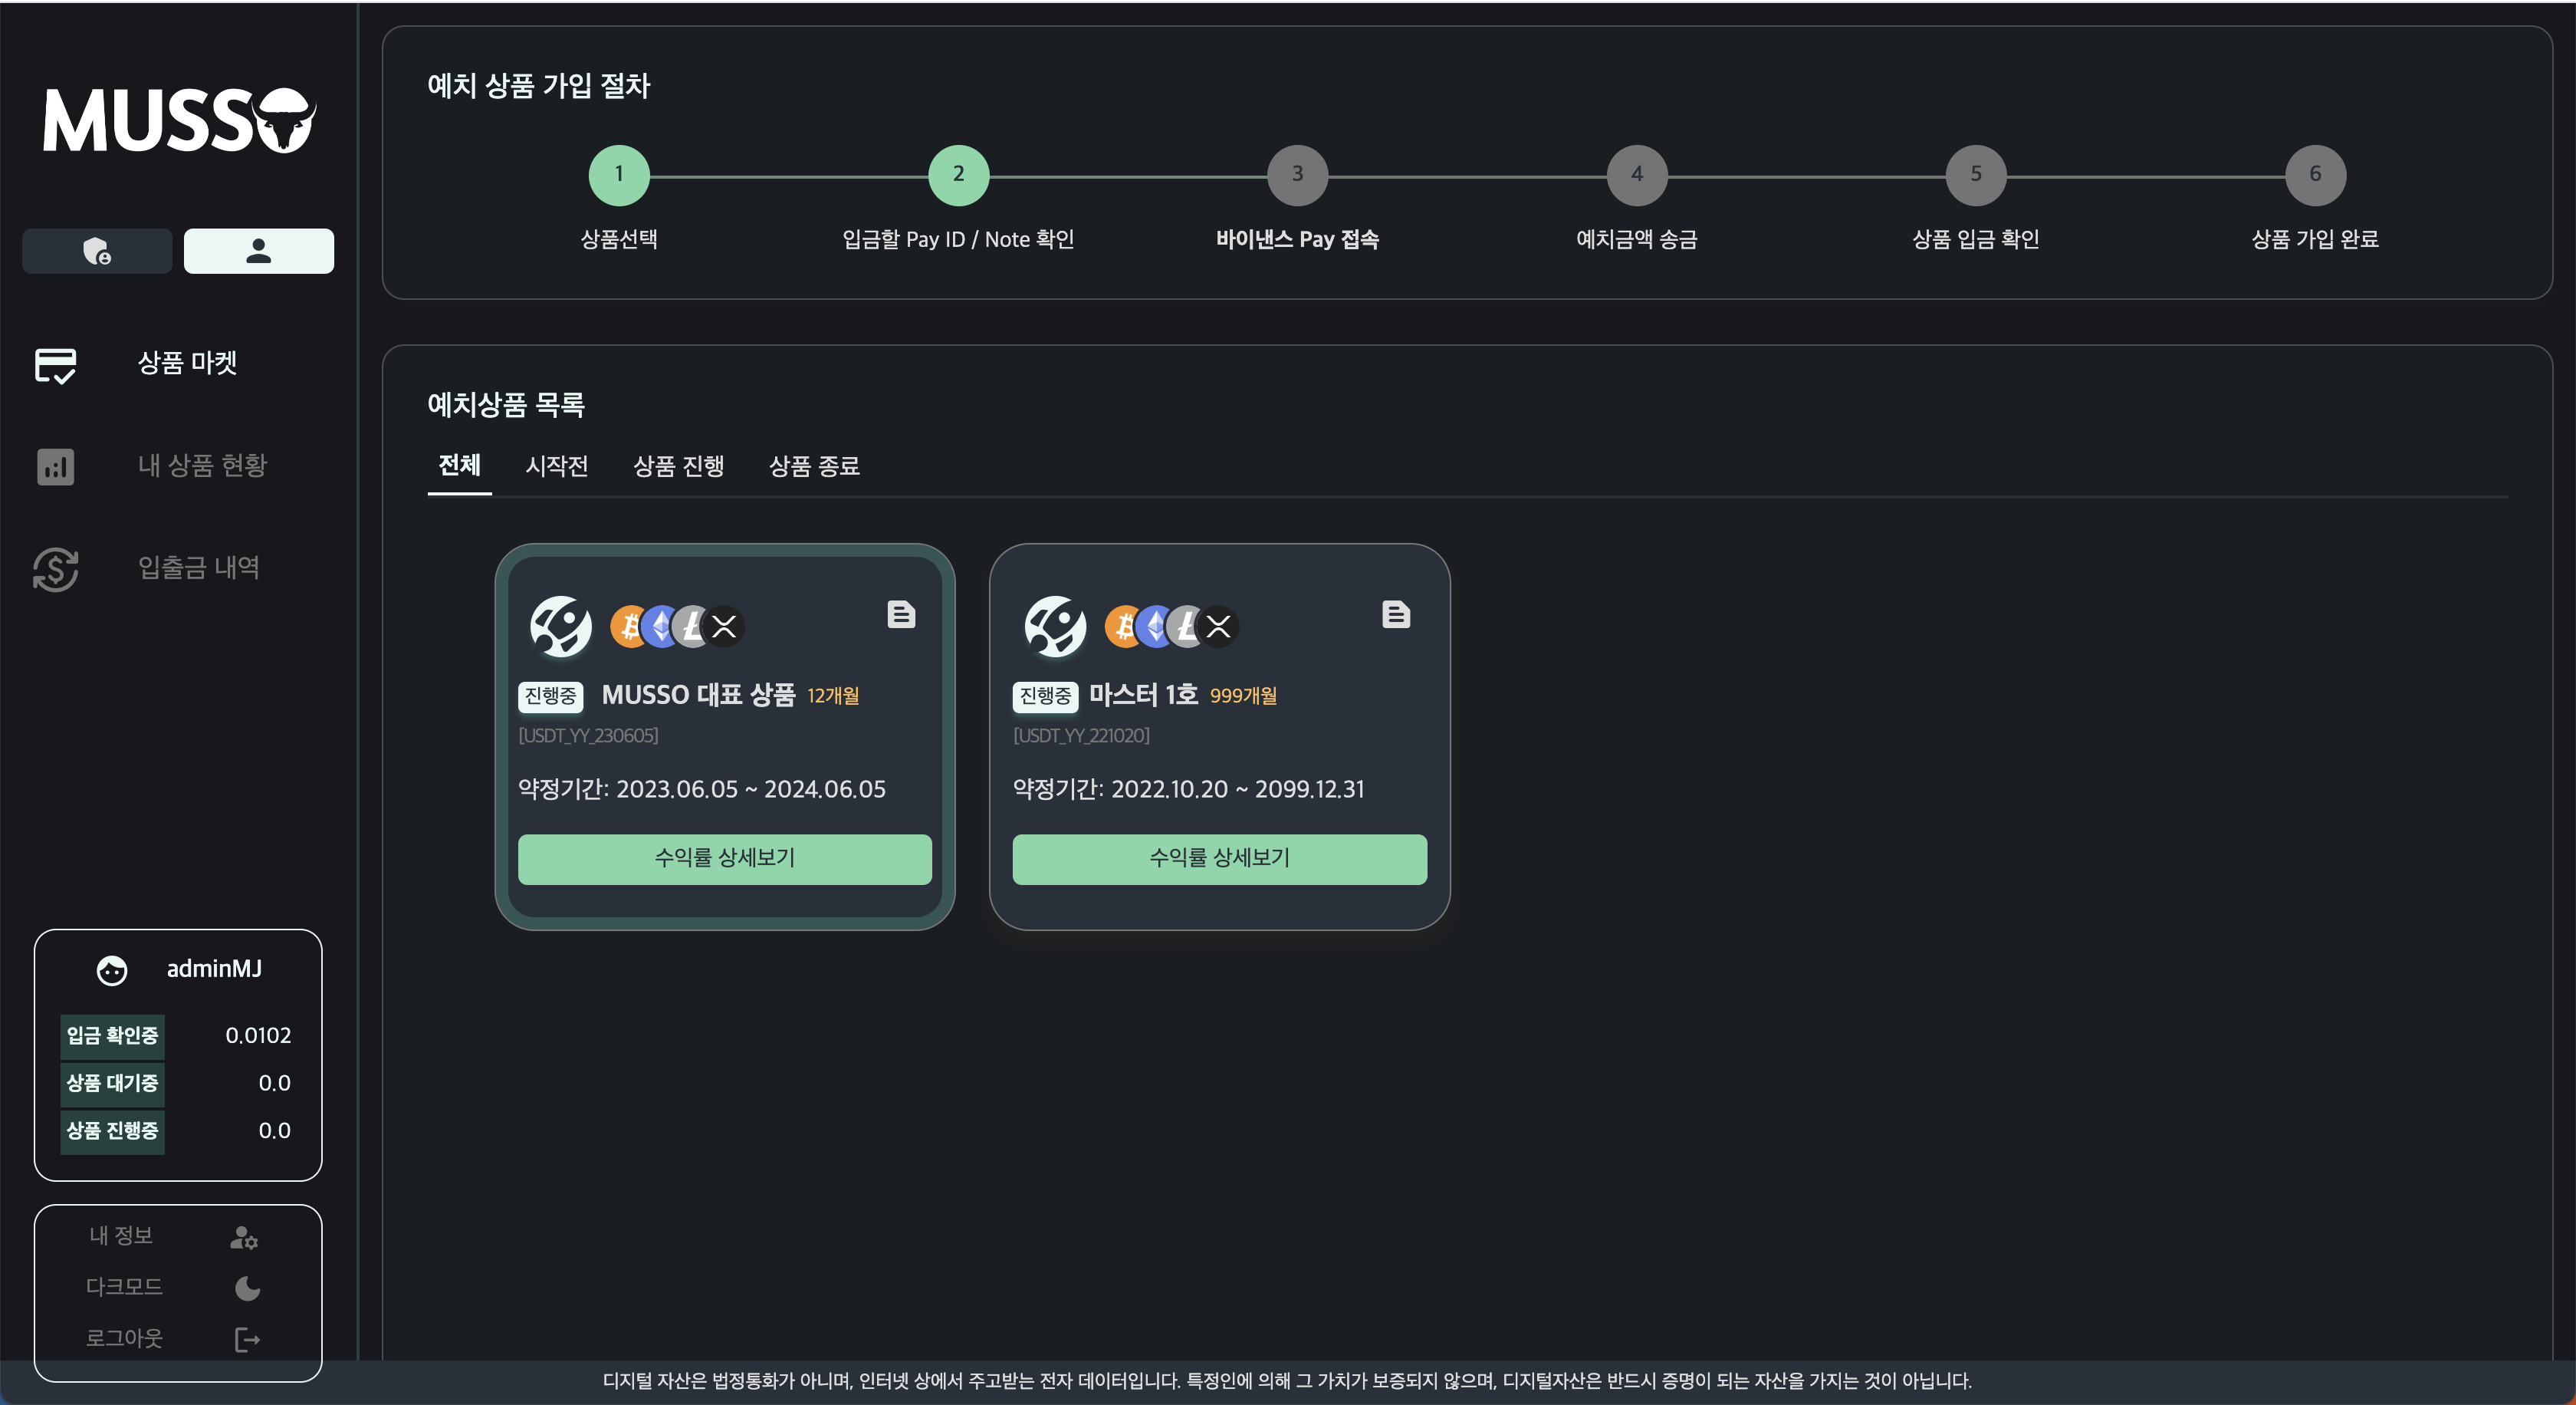 MUSSO
상품 마켓
내 상품 현황
입출금 내역
adminMJ
입금 확인중 0.0102
상품 대기중 0.0
상품 진행중 0.0
내 정보
다크모드
로그아웃
예치 상품 가입 절차
1 2 3 4 5 6
상품선택 입금할 Pay ID / Note 확인 바이낸스 Pay 접속 예치금액 송금 상품 입금 확인 상품 가입 완료
예치상품 목록
전체 시작전 상품 진행 상품 종료
진행중 MUSSO 대표 상품 12개월
[USDT_YY_230605]
약정기간: 2023.06.05 ~ 2024.06.05
수익률 상세보기
진행중 마스터 1호 999개월
[USDT_YY_221020]
약정기간: 2022.10.20 ~ 2099.12.31
수익률 상세보기
디지털 자산은 법정통화가 아니며, 인터넷 상에서 주고받는 전자 데이터입니다. 특정인에 의해 그 가치가 보증되지 않으며, 디지털자산은 반드시 증명이 되는 자산을 가지는 것이 아닙니다.